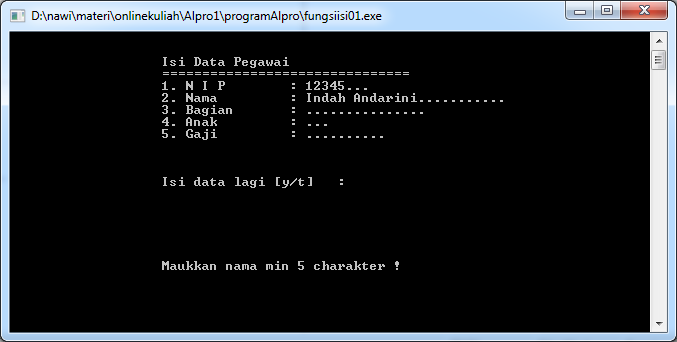 D:\nawi\materi\onlinekuliah\Alpro1\programAlpro\fungsiisi01.exe
Isi Data Pegawai
===============================
1. N I P : 12345...
2. Nama : Indah Andarini...........
3. Bagian : ...............
4. Anak : ...
5. Gaji : ..........
Isi data lagi [y/t] :
Maukkan nama min 5 charakter !